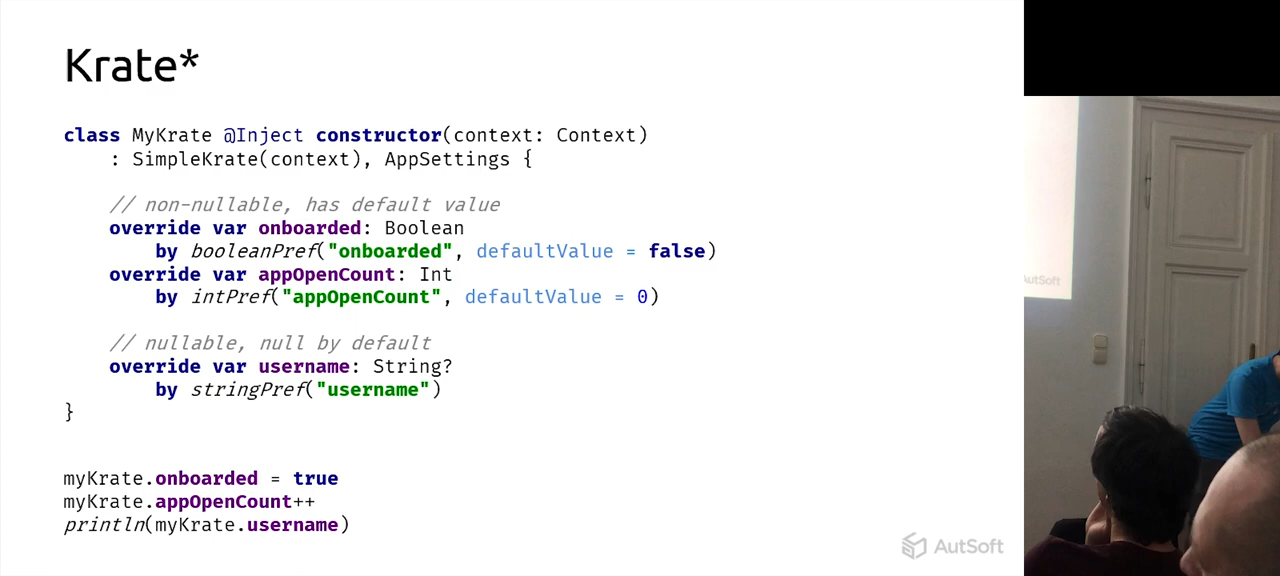 Krate*
class MyKrate @Inject constructor(context: Context)
    : SimpleKrate(context), AppSettings {
    // non-nullable, has default value
    override var onboarded: Boolean
        by booleanPref("onboarded", defaultValue = false)
    override var appOpenCount: Int
        by intPref("appOpenCount", defaultValue = 0)
    // nullable, null by default
    override var username: String?
        by stringPref("username")
}
myKrate.onboarded = true
myKrate.appOpenCount++
println(myKrate.username)
AutSoft
AutSoft